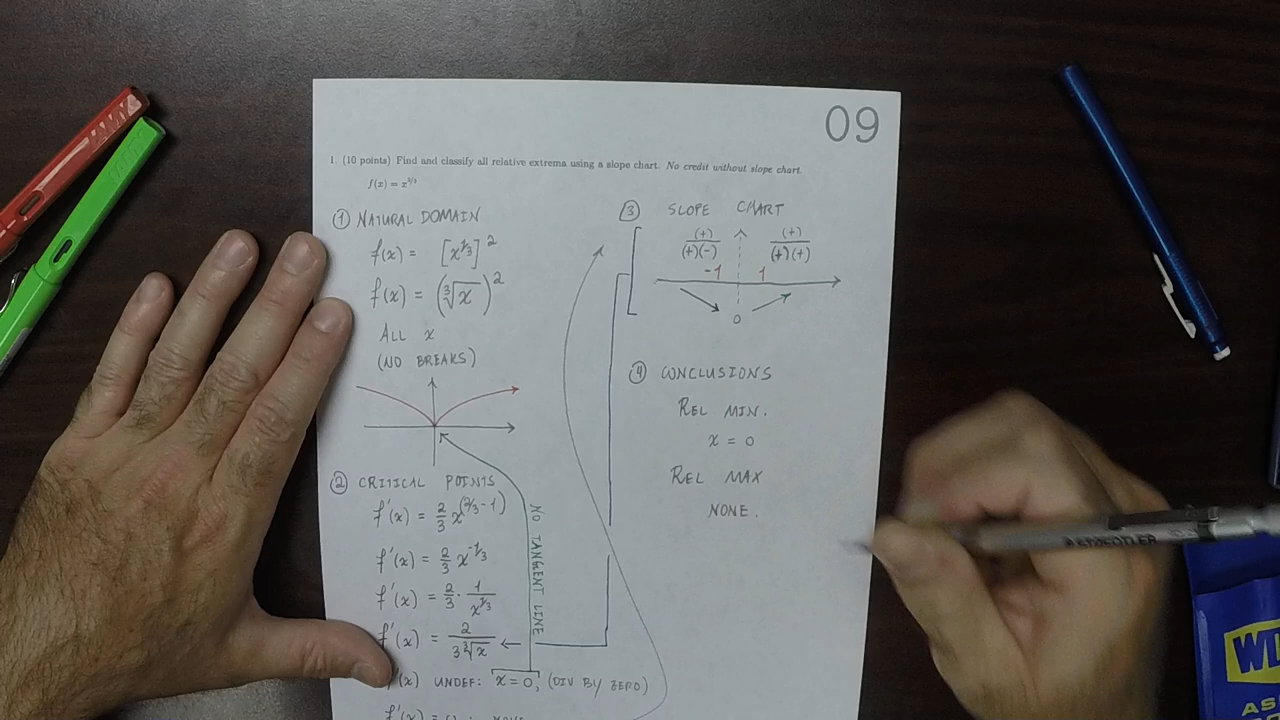 09
1. (10 points) Find and classify all relative extrema using a slope chart. No credit without slope chart.
f(x) = x^{2/3}
① NATURAL DOMAIN
f(x) = [x^{1/3}]^2
f(x) = (∛x)^2
ALL x
(NO BREAKS)
② CRITICAL POINTS
f'(x) = 2/3 x^{(2/3 - 1)}
f'(x) = 2/3 x^{-1/3}
f'(x) = 2/3 · 1/x^{1/3}
f'(x) = 2/(3∛x) ←
f'(x) UNDEF: x = 0, (DIV BY ZERO)
NO TANGENT LINE
③ SLOPE CHART
(+)/(+)(-) (+)/(+)(+)
-1 1
0
④ CONCLUSIONS
REL MIN.
x = 0
REL MAX
NONE.
STAEDTLER
LAMY